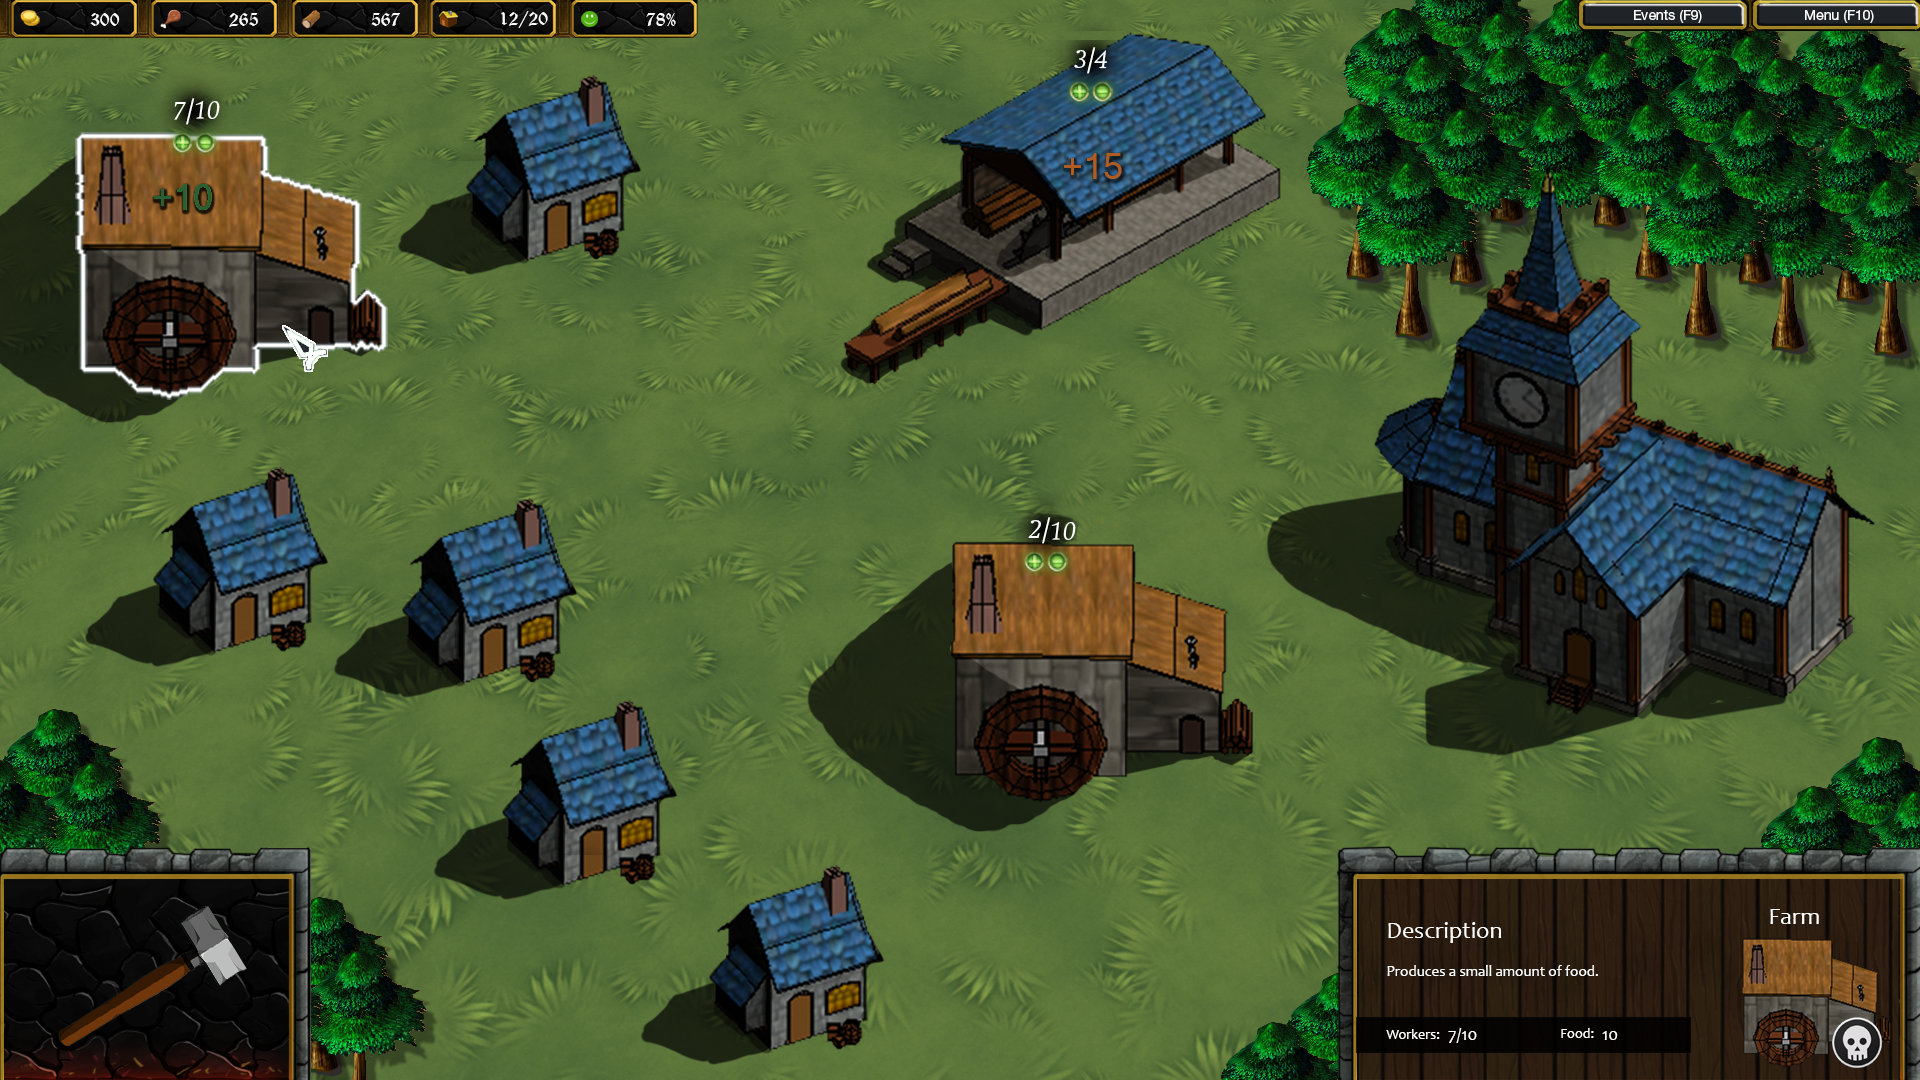 300
265
567
12/20
78%
Events (F9)
Menu (F10)
3/4
7/10
+15
+10
2/10
Farm
Description
Produces a small amount of food.
Workers: 7/10
Food: 10